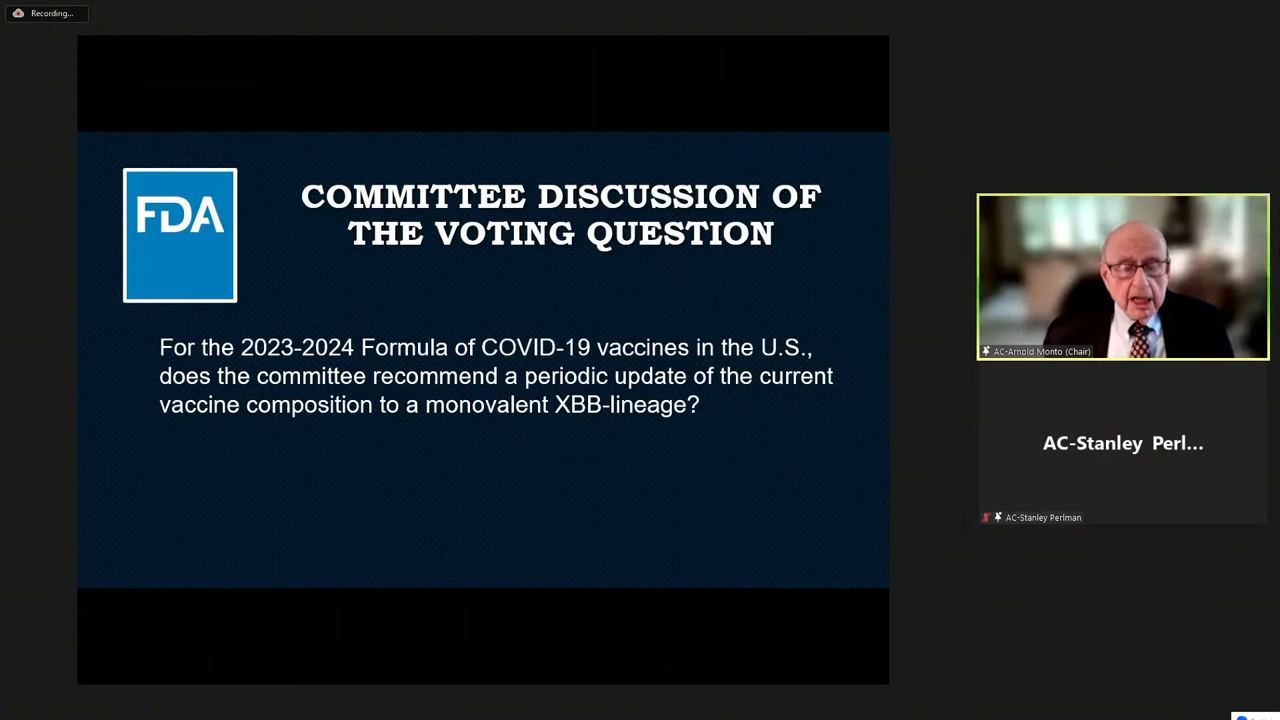 Recording...
FDA
COMMITTEE DISCUSSION OF
THE VOTING QUESTION
For the 2023-2024 Formula of COVID-19 vaccines in the U.S.,
does the committee recommend a periodic update of the current
vaccine composition to a monovalent XBB-lineage?
AC-Arnold Monto (Chair)
AC-Stanley Perl...
AC-Stanley Perlman